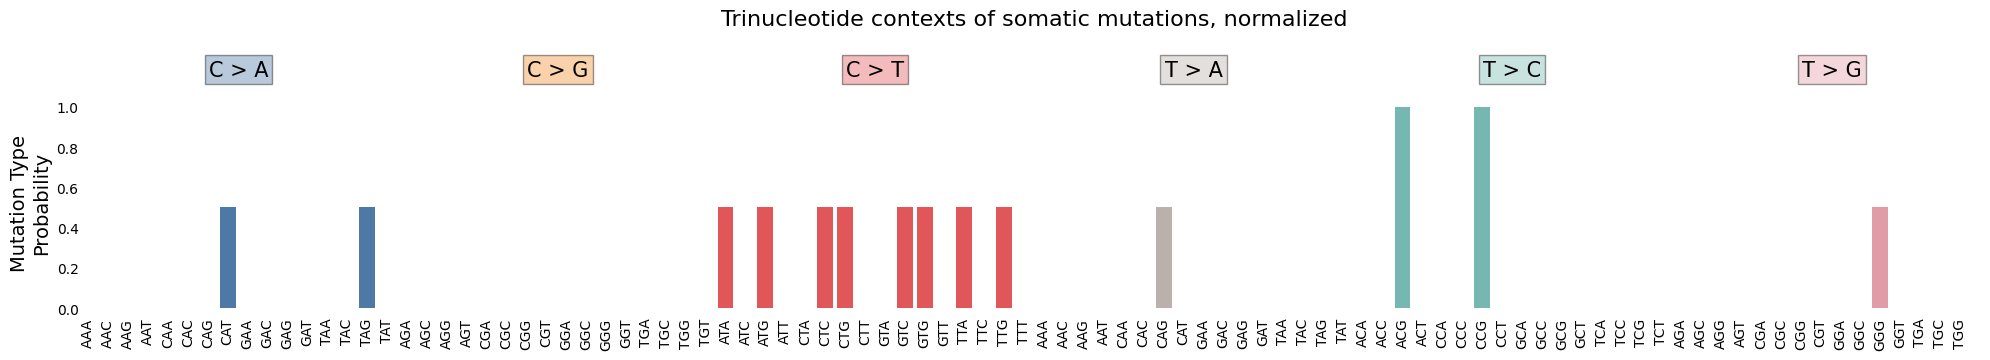 Trinucleotide contexts of somatic mutations, normalized
C > A C > G C > T T > A T > C T > G
Mutation Type
Probability
1.0
0.8
0.6
0.4
0.2
0.0
AAA AAC AAG AAT CAA CAC CAG CAT GAA GAC GAG GAT TAA TAC TAG TAT AGA AGC AGG AGT CGA CGC CGG CGT GGA GGC GGG GGT TGA TGC TGG TGT ATA ATC ATG ATT CTA CTC CTG CTT GTA GTC GTG GTT TTA TTC TTG TTT AAA AAC AAG AAT CAA CAC CAG CAT GAA GAC GAG GAT TAA TAC TAG TAT ACA ACC ACG ACT CCA CCC CCG CCT GCA GCC GCG GCT TCA TCC TCG TCT AGA AGC AGG AGT CGA CGC CGG CGT GGA GGC GGG GGT TGA TGC TGG